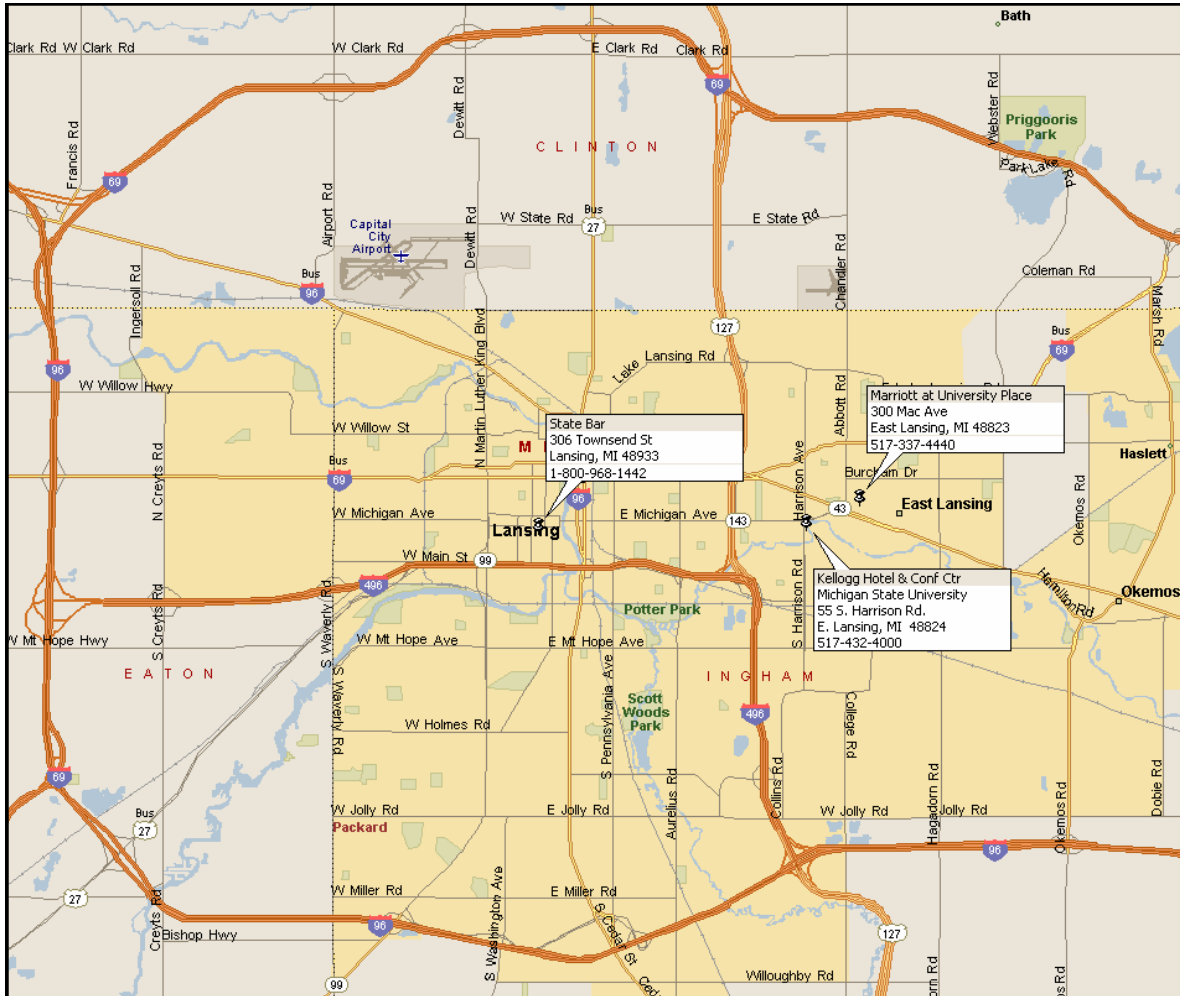 Bath
Clark Rd
W Clark Rd
W Clark Rd
E Clark Rd
Clark Rd
69
Dewitt Rd
Webster Rd
Priggooris
Park
Park Lake
Rd
Francis Rd
C L I N T O N
69
Airport Rd
Capital
City
Airport
Dewitt Rd
W State Rd
Bus
27
E State Rd
Chandler Rd
Coleman Rd
Ingersoll Rd
Bus
96
Marsh Rd
127
Bus
69
96
N Martin Luther King Blvd
Lake
Lansing Rd
Abbott Rd
W Willow Hwy
Marriott at University Place
300 Mac Ave
East Lansing, MI 48823
517-337-4440
State Bar
306 Townsend St
Lansing, MI 48933
1-800-968-1442
W Willow St
M
Haslett
Burcham Dr
Bus
69
96
N Creyts Rd
Harrison Ave
Okemos Rd
W Michigan Ave
Lansing
E Michigan Ave
143
43
East Lansing
W Main St
99
496
Kellogg Hotel & Conf Ctr
Michigan State University
55 S. Harrison Rd.
E. Lansing, MI 48824
517-432-4000
Hamilton Rd
Okemos
S Creyts Rd
S Waverly Rd
Potter Park
S Harrison Rd
W Mt Hope Hwy
W Mt Hope Ave
E Mt Hope Ave
E A T O N
I N G H A M
S Waverly Rd
S Pennsylvania Ave
Scott
Woods
Park
496
College Rd
W Holmes Rd
69
Aurelius Rd
Collins Rd
Hagadorn Rd
Okemos Rd
Dobie Rd
Bus
27
W Jolly Rd
E Jolly Rd
W Jolly Rd
Jolly Rd
Packard
96
27
Creyts Rd
W Miller Rd
E Miller Rd
S Washington Ave
S Cedar St
Bishop Hwy
96
127
99
Willoughby Rd